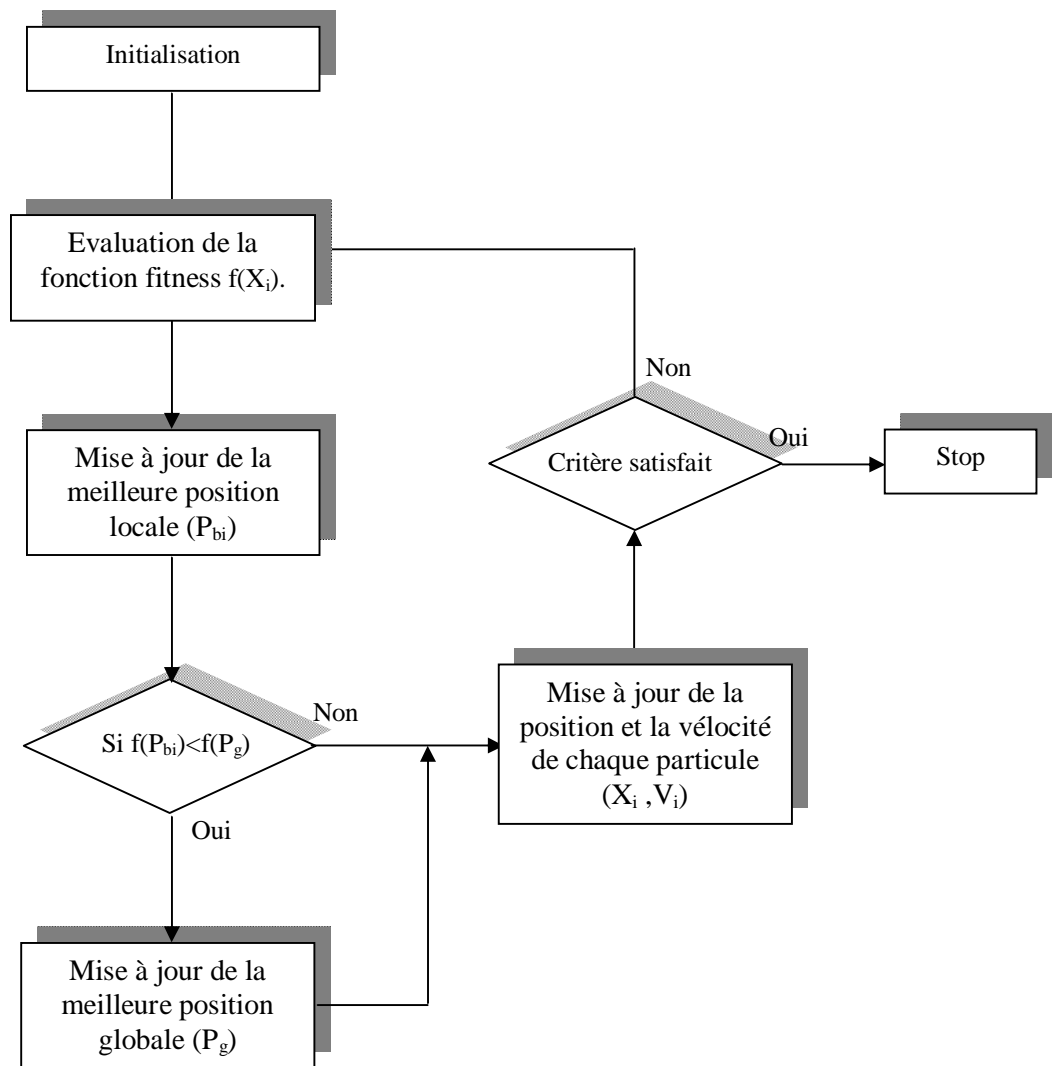 Initialisation
Evaluation de la
fonction fitness f(Xi).
Mise à jour de la
meilleure position
locale (Pbi)
Si f(Pbi)<f(Pg)
Non
Oui
Mise à jour de la
meilleure position
globale (Pg)
Mise à jour de la
position et la vélocité
de chaque particule
(Xi ,Vi)
Critère satisfait
Non
Oui
Stop